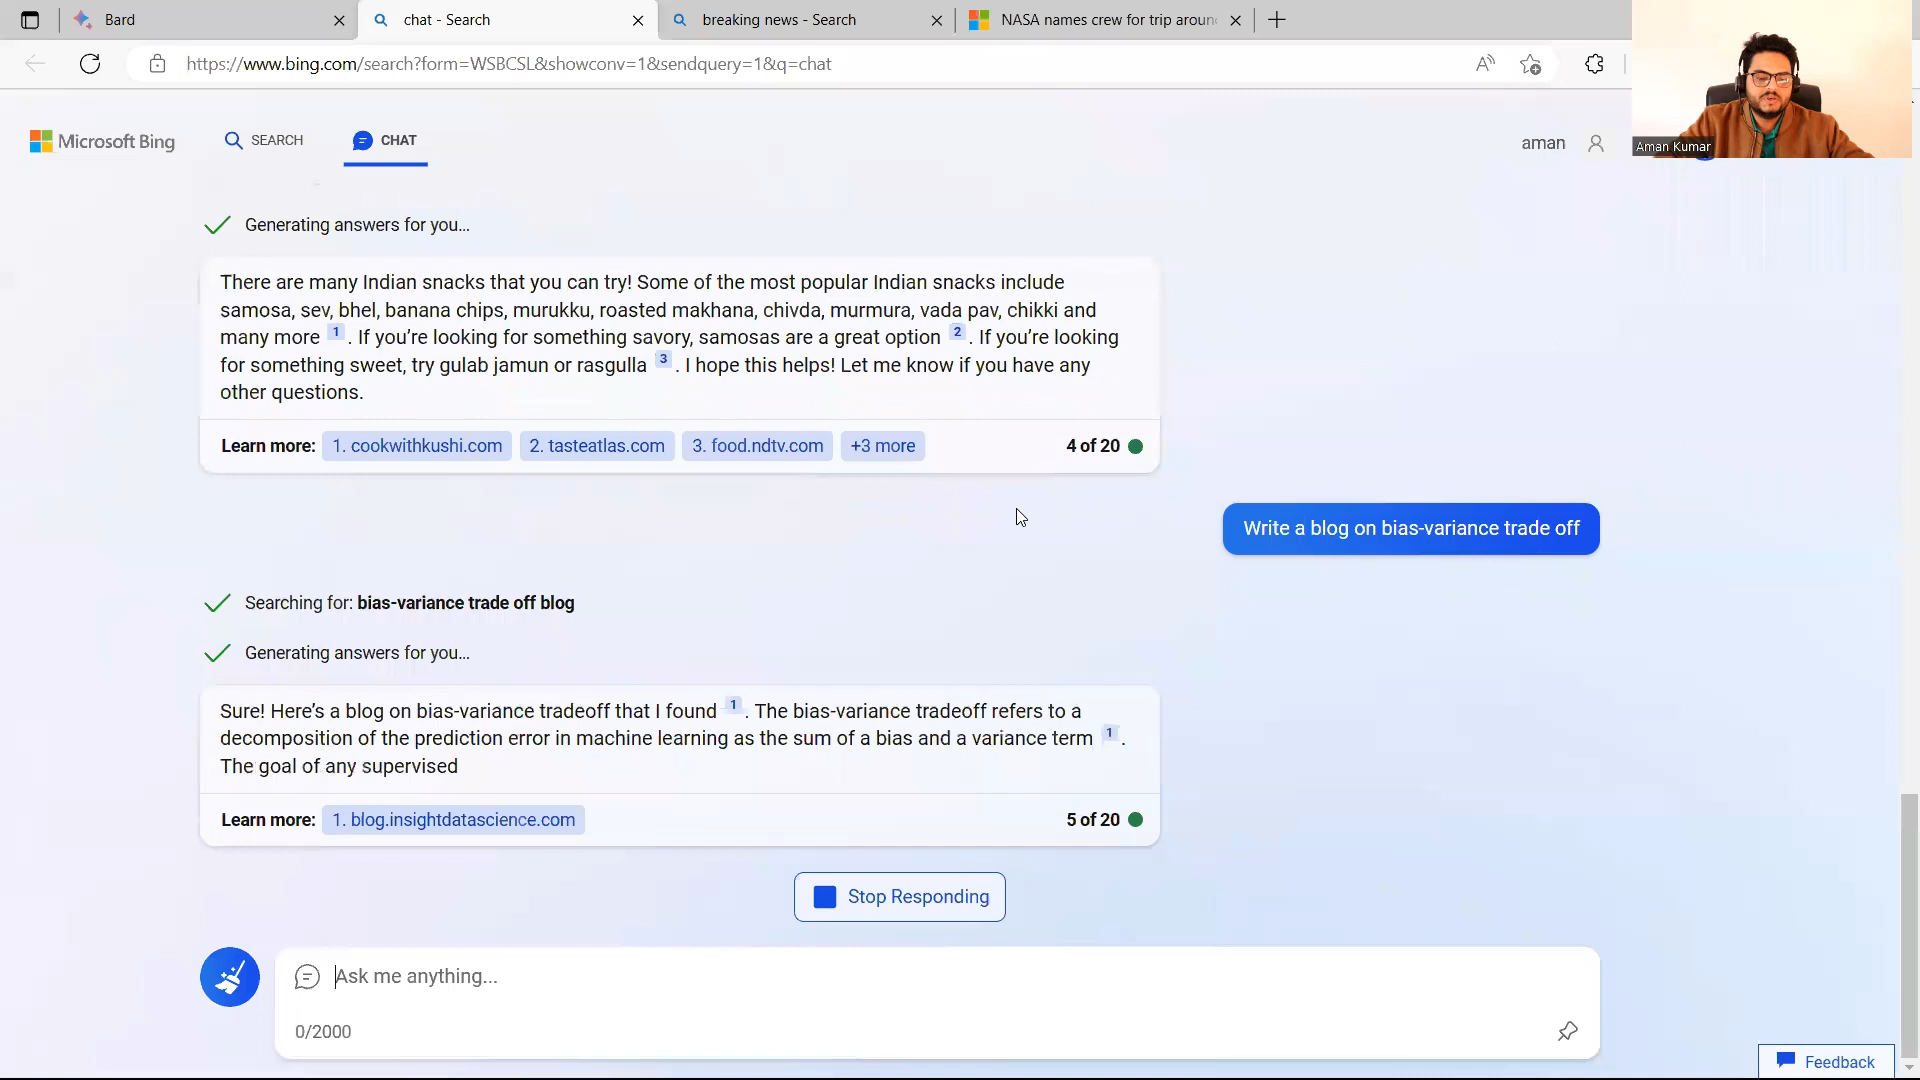 Bard
chat - Search
breaking news - Search
NASA names crew for trip aroun
https://www.bing.com/search?form=WSBCSL&showconv=1&sendquery=1&q=chat
Microsoft Bing
SEARCH
CHAT
aman
Aman Kumar
Generating answers for you...
There are many Indian snacks that you can try! Some of the most popular Indian snacks include
samosa, sev, bhel, banana chips, murukku, roasted makhana, chivda, murmura, vada pav, chikki and
many more 1 . If you’re looking for something savory, samosas are a great option 2 . If you’re looking
for something sweet, try gulab jamun or rasgulla 3 . I hope this helps! Let me know if you have any
other questions.
Learn more: 1. cookwithkushi.com 2. tasteatlas.com 3. food.ndtv.com +3 more 4 of 20
Write a blog on bias-variance trade off
Searching for: bias-variance trade off blog
Generating answers for you...
Sure! Here’s a blog on bias-variance tradeoff that I found 1 . The bias-variance tradeoff refers to a
decomposition of the prediction error in machine learning as the sum of a bias and a variance term 1 .
The goal of any supervised
Learn more: 1. blog.insightdatascience.com 5 of 20
Stop Responding
Ask me anything...
0/2000
Feedback